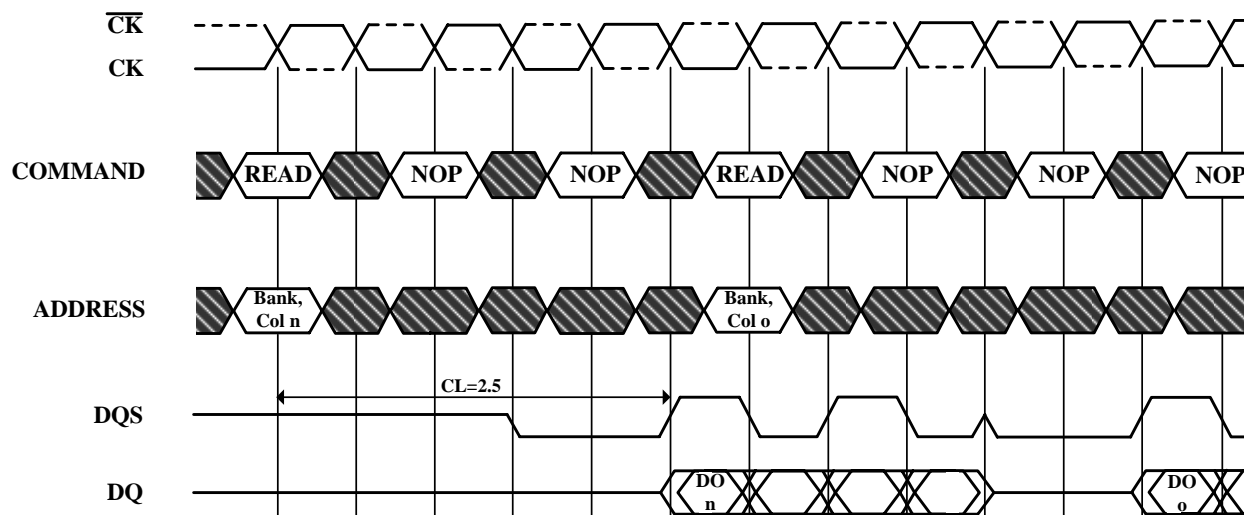 CK
CK
COMMAND
READ
NOP
NOP
READ
NOP
NOP
NOP
ADDRESS
Bank,
Col n
Bank,
Col o
CL=2.5
DQS
DQ
DO
n
DO
o